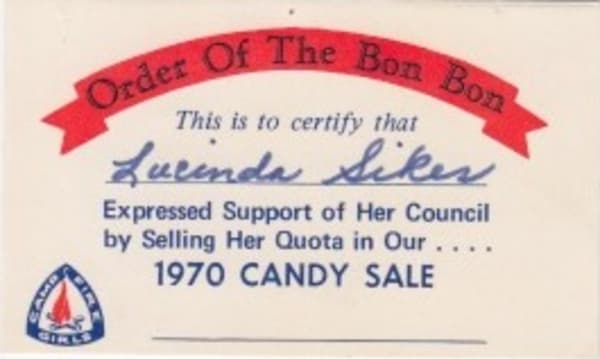 Order Of The Bon Bon
This is to certify that
Lucinda Sikes
Expressed Support of Her Council
by Selling Her Quota in Our ....
1970 CANDY SALE
CAMP FIRE
GIRLS